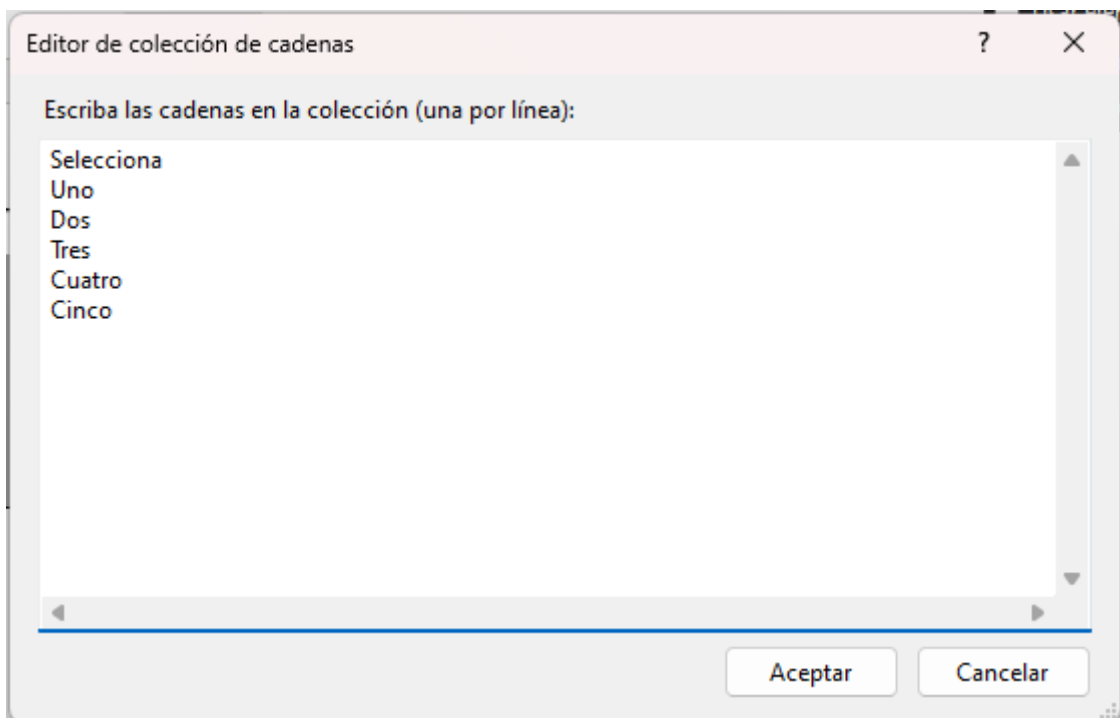 Editor de colección de cadenas
?
Escriba las cadenas en la colección (una por línea):
Selecciona
Uno
Dos
Tres
Cuatro
Cinco
Aceptar
Cancelar